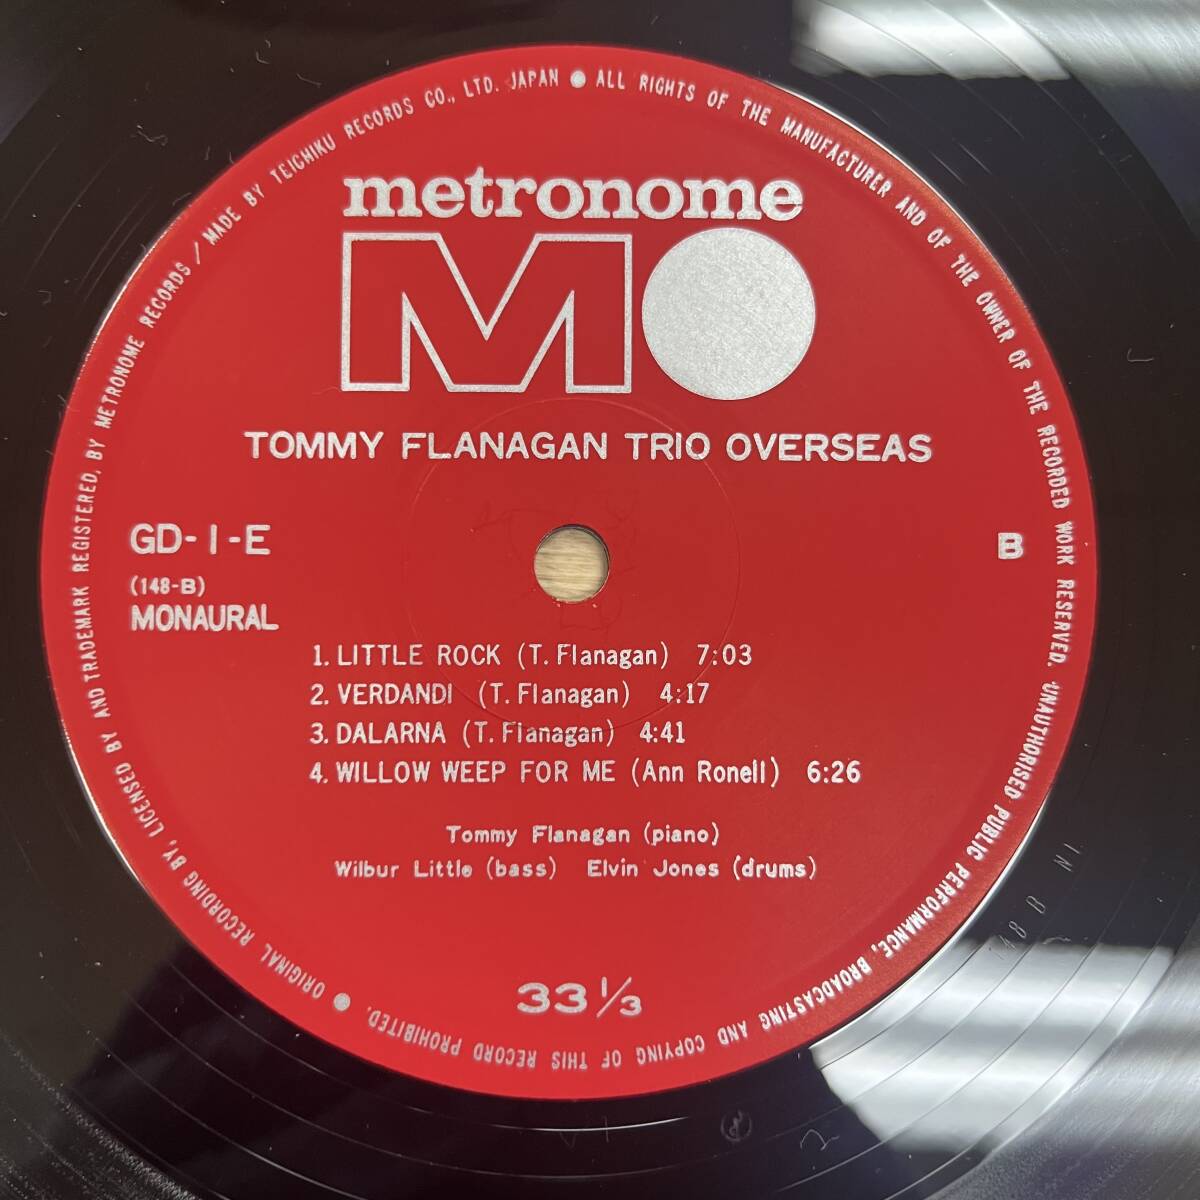 metronome
TOMMY FLANAGAN TRIO OVERSEAS
GD-1-E
B
(148-B)
MONAURAL
1. LITTLE ROCK (T. Flanagan) 7:03
2. VERDANDI (T. Flanagan) 4:17
3. DALARNA (T. Flanagan) 4:41
4. WILLOW WEEP FOR ME (Ann Ronell) 6:26
Tommy Flanagan (piano)
Wilbur Little (bass) Elvin Jones (drums)
33 1/3
● ORIGINAL RECORDING BY, LICENSED BY AND TRADEMARK REGISTERED, BY METRONOME RECORDS / MADE BY TEICHIKU RECORDS CO., LTD. JAPAN ● ALL RIGHTS OF THE MANUFACTURER AND OF THE OWNER OF THE RECORDED WORK RESERVED. UNAUTHORISED PUBLIC PERFORMANCE, BROADCASTING AND COPYING OF THIS RECORD PROHIBITED.
148 B